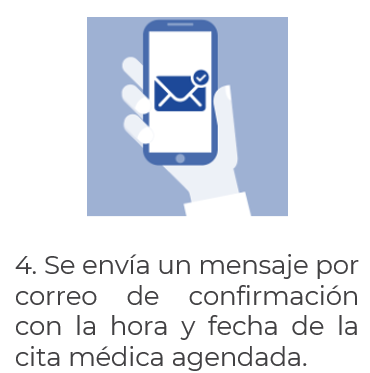 4. Se envía un mensaje por
correo de confirmación
con la hora y fecha de la
cita médica agendada.